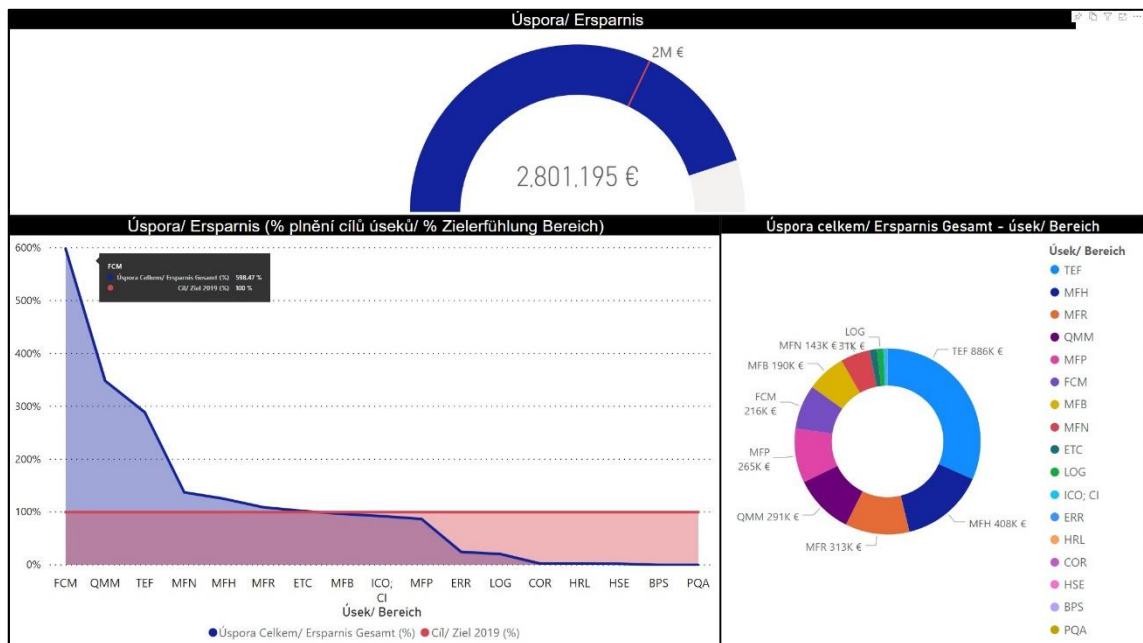 Úspora/ Ersparnis
2M €
2,801,195 €
Úspora/ Ersparnis (% plnění cílů úseků/ % Zielerfühlung Bereich)
600%
500%
400%
300%
200%
100%
0%
FCM
Úspora Celkem/ Ersparnis Gesamt (%) 598.47 %
Cíl/ Ziel 2019 (%) 100 %
FCM QMM TEF MFN MFH MFR ETC MFB ICO; CI MFP ERR LOG COR HRL HSE BPS PQA
Úsek/ Bereich
Úspora Celkem/ Ersparnis Gesamt (%) Cíl/ Ziel 2019 (%)
Úspora celkem/ Ersparnis Gesamt - úsek/ Bereich
LOG
31K €
MFN 143K €
MFB 190K €
FCM
216K €
MFP
265K €
QMM 291K €
MFR 313K €
MFH 408K €
TEF 886K €
Úsek/ Bereich
TEF
MFH
MFR
QMM
MFP
FCM
MFB
MFN
ETC
LOG
ICO; CI
ERR
HRL
COR
HSE
BPS
PQA